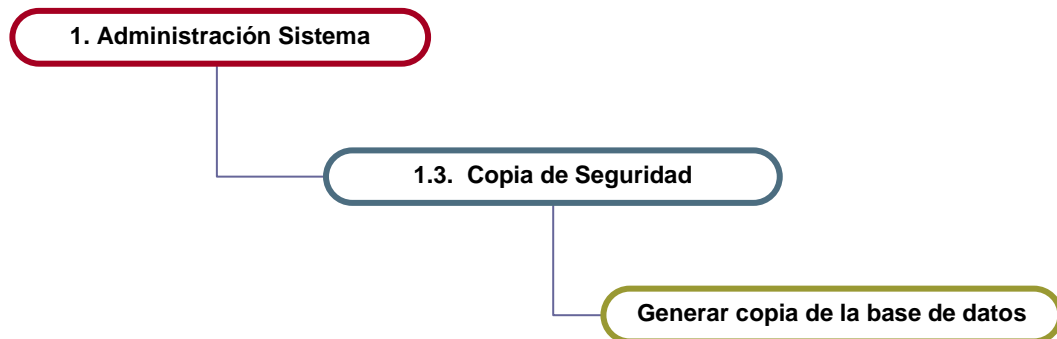 1. Administración Sistema
1.3. Copia de Seguridad
Generar copia de la base de datos